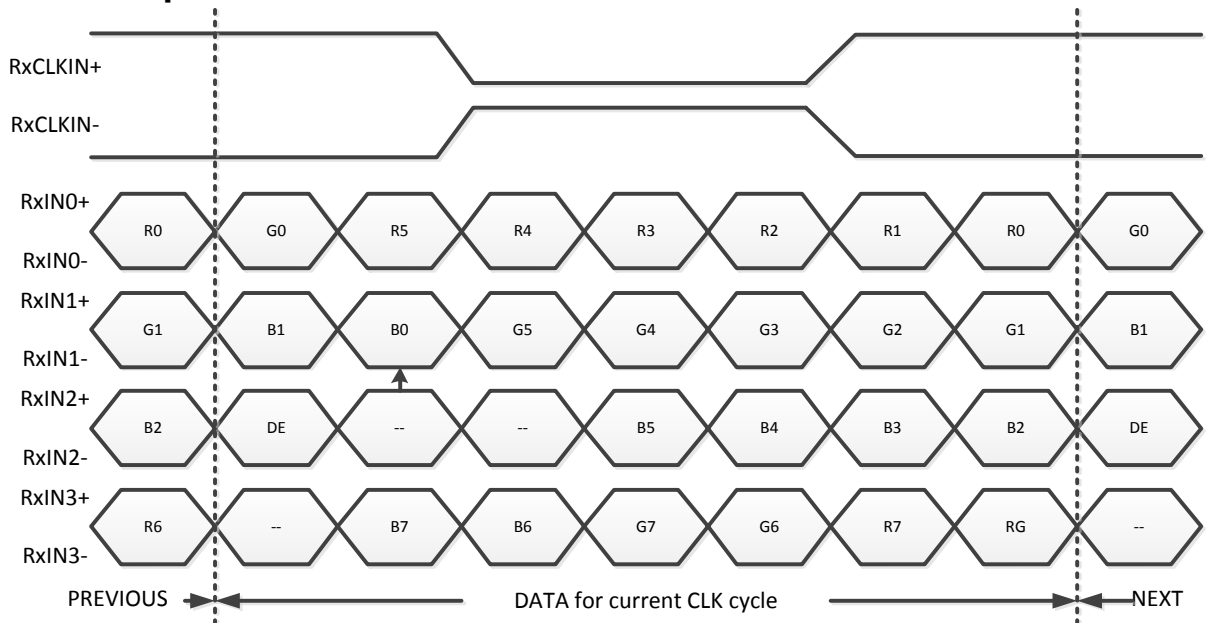 RxCLKIN+
RxCLKIN-
RxIN0+
R0 G0 R5 R4 R3 R2 R1 R0 G0
RxIN0-
RxIN1+
G1 B1 B0 G5 G4 G3 G2 G1 B1
RxIN1-
RxIN2+
B2 DE -- -- B5 B4 B3 B2 DE
RxIN2-
RxIN3+
R6 -- B7 B6 G7 G6 R7 RG --
RxIN3-
PREVIOUS DATA for current CLK cycle NEXT